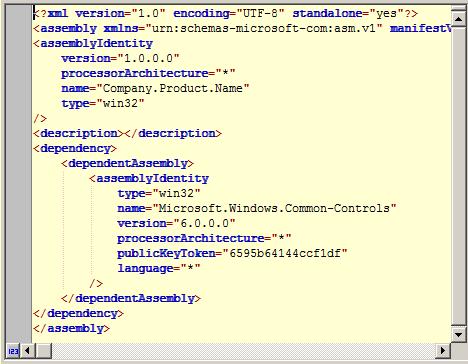 <?xml version="1.0" encoding="UTF-8" standalone="yes"?>
<assembly xmlns="urn:schemas-microsoft-com:asm.v1" manifestV
<assemblyIdentity
version="1.0.0.0"
processorArchitecture="*"
name="Company.Product.Name"
type="win32"
/>
<description></description>
<dependency>
<dependentAssembly>
<assemblyIdentity
type="win32"
name="Microsoft.Windows.Common-Controls"
version="6.0.0.0"
processorArchitecture="*"
publicKeyToken="6595b64144ccf1df"
language="*"
/>
</dependentAssembly>
</dependency>
</assembly>
123